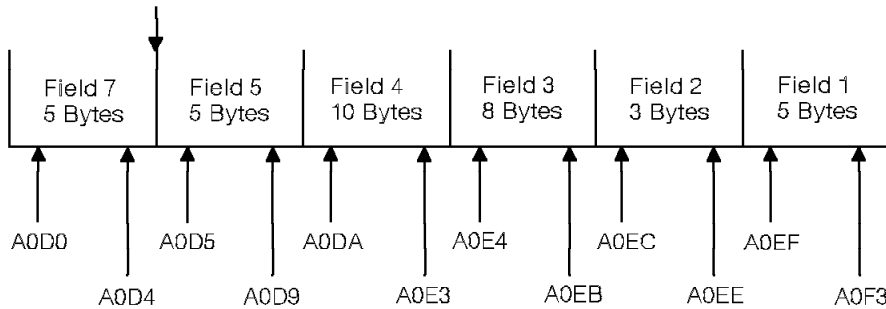 Field 7 Field 5 Field 4 Field 3 Field 2 Field 1
5 Bytes 5 Bytes 10 Bytes 8 Bytes 3 Bytes 5 Bytes
A0D0 A0D5 A0DA A0E4 A0EC A0EF
A0D4 A0D9 A0E3 A0EB A0EE A0F3